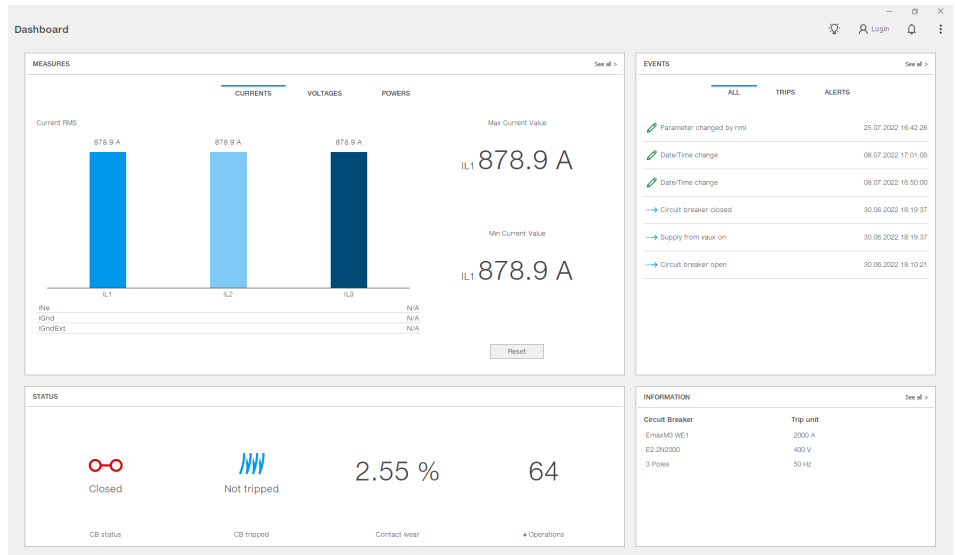 Dashboard
Login
MEASURES
See all >
CURRENTS VOLTAGES POWERS
Current RMS
878.9 A 878.9 A 878.9 A
IL1 IL2 IL3
INe N/A
IGnd N/A
IGndExt N/A
Max Current Value
IL1 878.9 A
Min Current Value
IL1 878.9 A
Reset
EVENTS
See all >
ALL TRIPS ALERTS
Parameter changed by hmi 25.07.2022 16:42:26
Date/Time change 08.07.2022 17:01:00
Date/Time change 08.07.2022 16:50:00
Circuit breaker closed 30.06.2022 18:19:37
Supply from vaux on 30.06.2022 18:19:37
Circuit breaker open 30.06.2022 18:10:21
STATUS
Closed Not tripped 2.55 % 64
CB status CB tripped Contact wear # Operations
INFORMATION
See all >
Circuit Breaker Trip unit
EmaxM3 WE1 2000 A
E2.2N2000 400 V
3 Poles 50 Hz